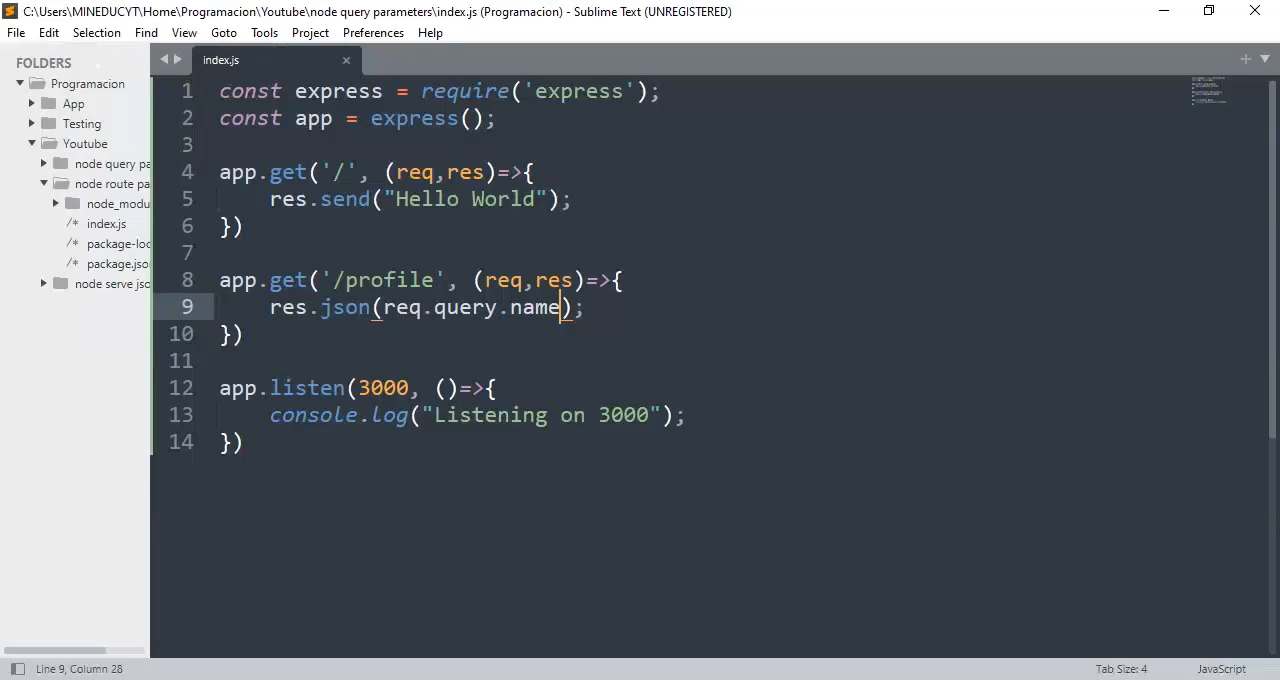 C:\Users\MINEDUCYT\Home\Programacion\Youtube\node query parameters\index.js (Programacion) - Sublime Text (UNREGISTERED)
File Edit Selection Find View Goto Tools Project Preferences Help
FOLDERS
Programacion
App
Testing
Youtube
node query pa
node route pa
node_modu
/* index.js
/* package-loc
/* package.jso
node serve jso
index.js
1 const express = require('express');
2 const app = express();
3
4 app.get('/', (req,res)=>{
5 res.send("Hello World");
6 })
7
8 app.get('/profile', (req,res)=>{
9 res.json(req.query.name);
10 })
11
12 app.listen(3000, ()=>{
13 console.log("Listening on 3000");
14 })
Line 9, Column 28
Tab Size: 4
JavaScript